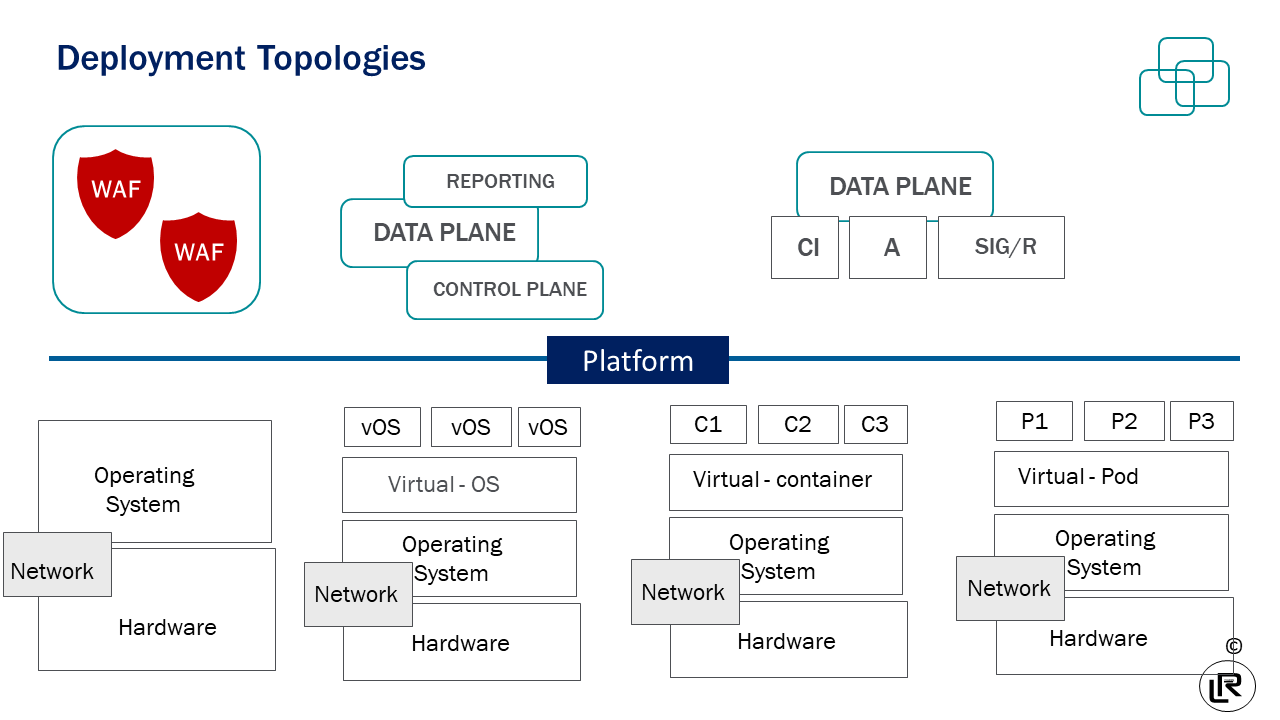 Deployment Topologies
WAF
WAF
REPORTING
DATA PLANE
CONTROL PLANE
DATA PLANE
CI
A
SIG/R
Platform
Operating
System
Network
Hardware
vOS
vOS
vOS
Virtual - OS
Operating
System
Network
Hardware
C1
C2
C3
Virtual - container
Operating
System
Network
Hardware
P1
P2
P3
Virtual - Pod
Operating
System
Network
Hardware
©
LR